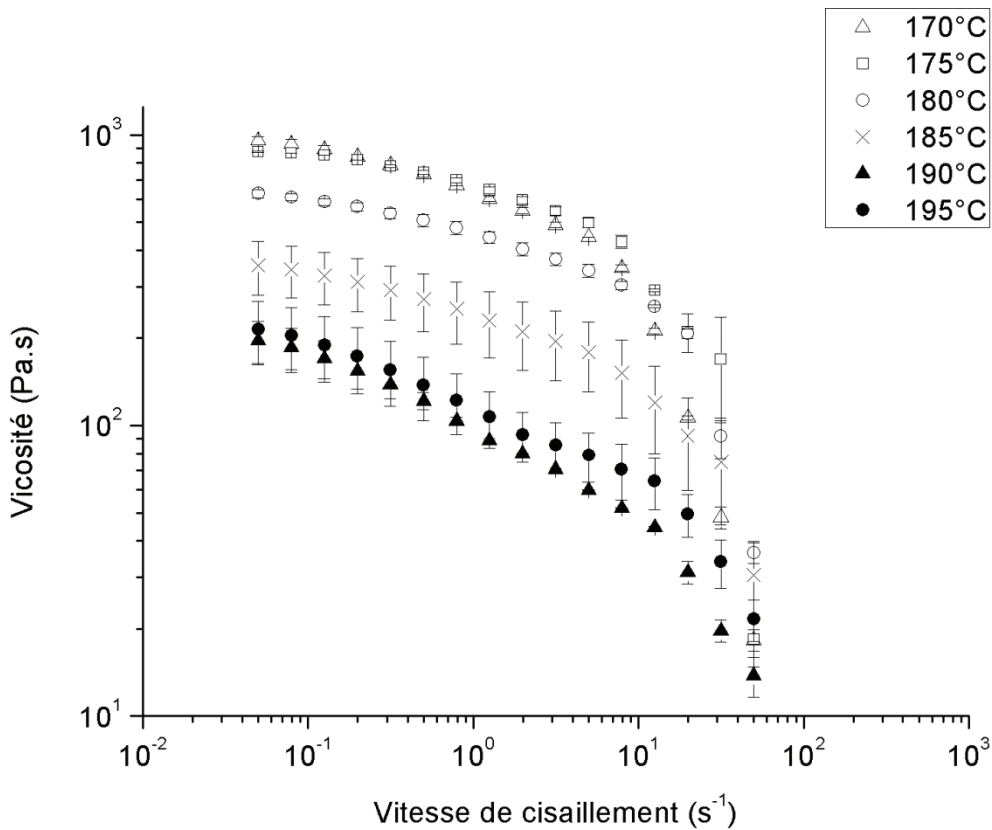 170°C
175°C
180°C
185°C
190°C
195°C
10³
10²
10¹
Vicosité (Pa.s)
10⁻² 10⁻¹ 10⁰ 10¹ 10² 10³
Vitesse de cisaillement (s⁻¹)